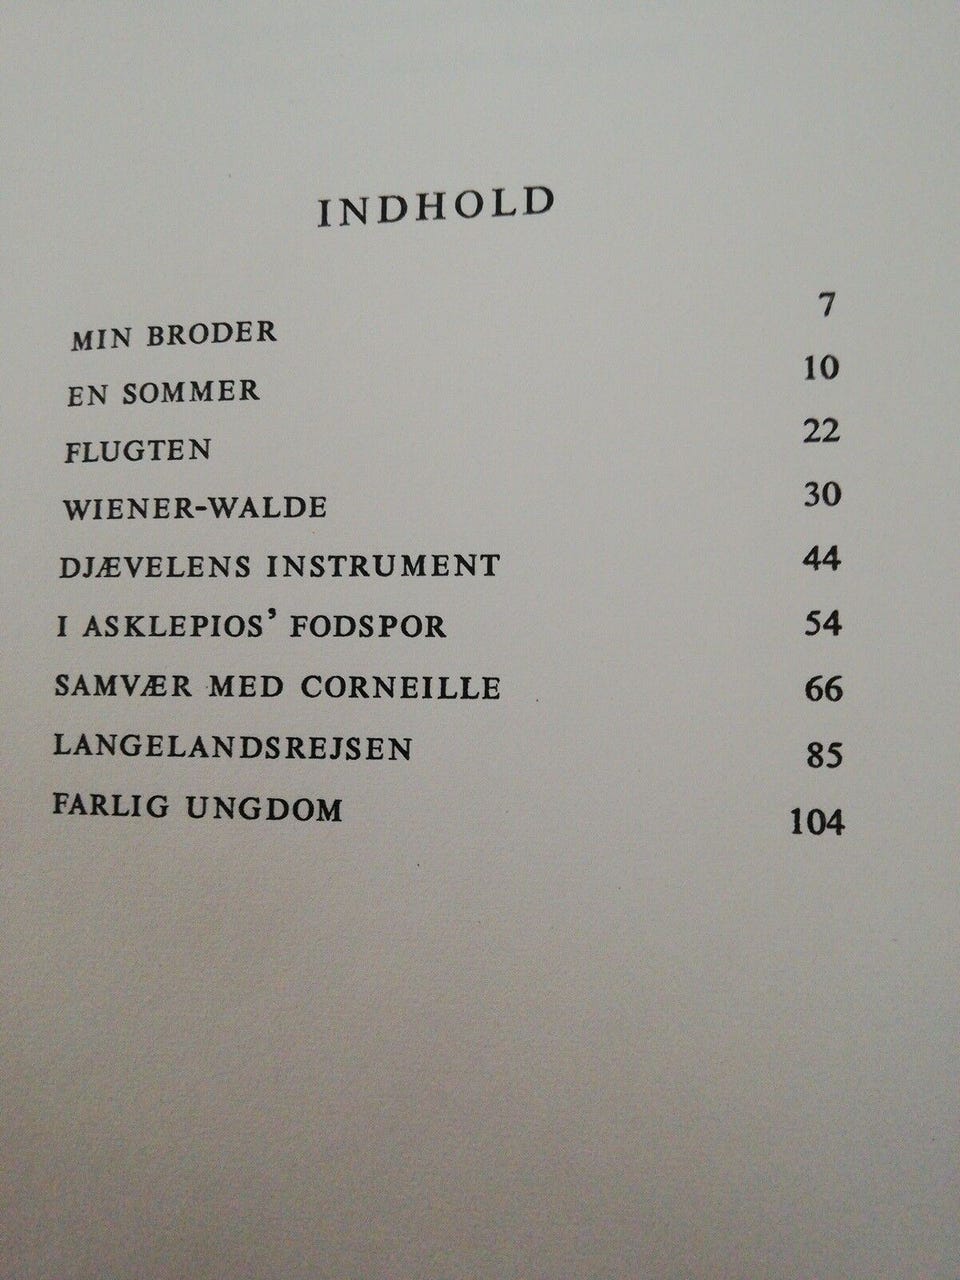 INDHOLD
MIN BRODER 7
EN SOMMER 10
FLUGTEN 22
WIENER-WALDE 30
DJÆVELENS INSTRUMENT 44
I ASKLEPIOS’ FODSPOR 54
SAMVÆR MED CORNEILLE 66
LANGELANDSREJSEN 85
FARLIG UNGDOM 104